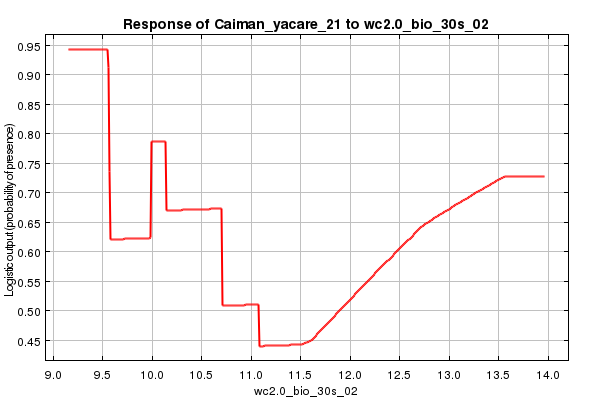 Response of Caiman_yacare_21 to wc2.0_bio_30s_02
Logistic output (probability of presence)
0.95
0.90
0.85
0.80
0.75
0.70
0.65
0.60
0.55
0.50
0.45
9.0 9.5 10.0 10.5 11.0 11.5 12.0 12.5 13.0 13.5 14.0
wc2.0_bio_30s_02